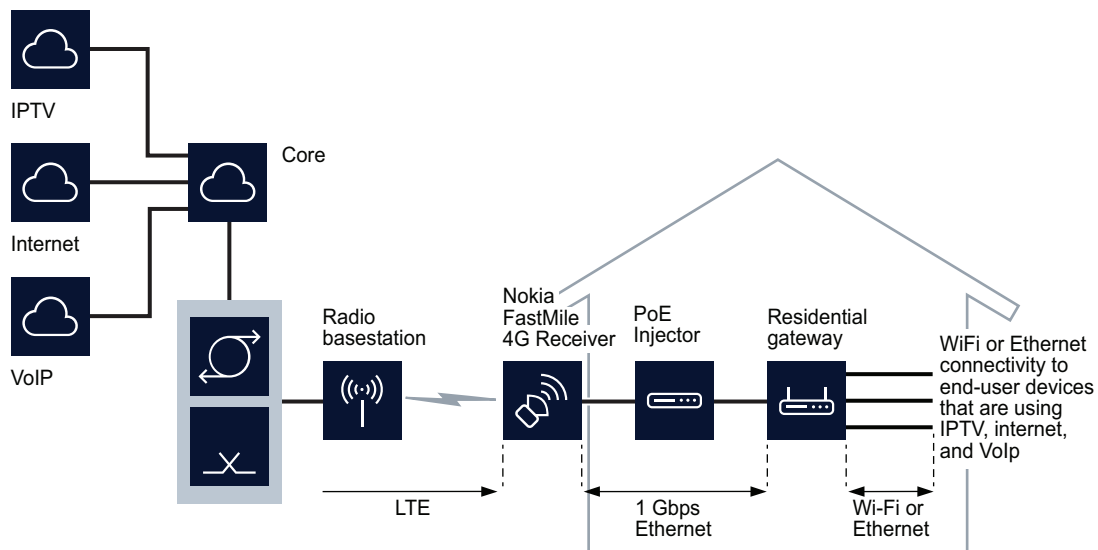 IPTV
Core
Internet
VoIP
Radio
basestation
Nokia
FastMile
4G Receiver
PoE
Injector
Residential
gateway
WiFi or Ethernet
connectivity to
end-user devices
that are using
IPTV, internet,
and VoIp
LTE
1 Gbps
Ethernet
Wi-Fi or
Ethernet